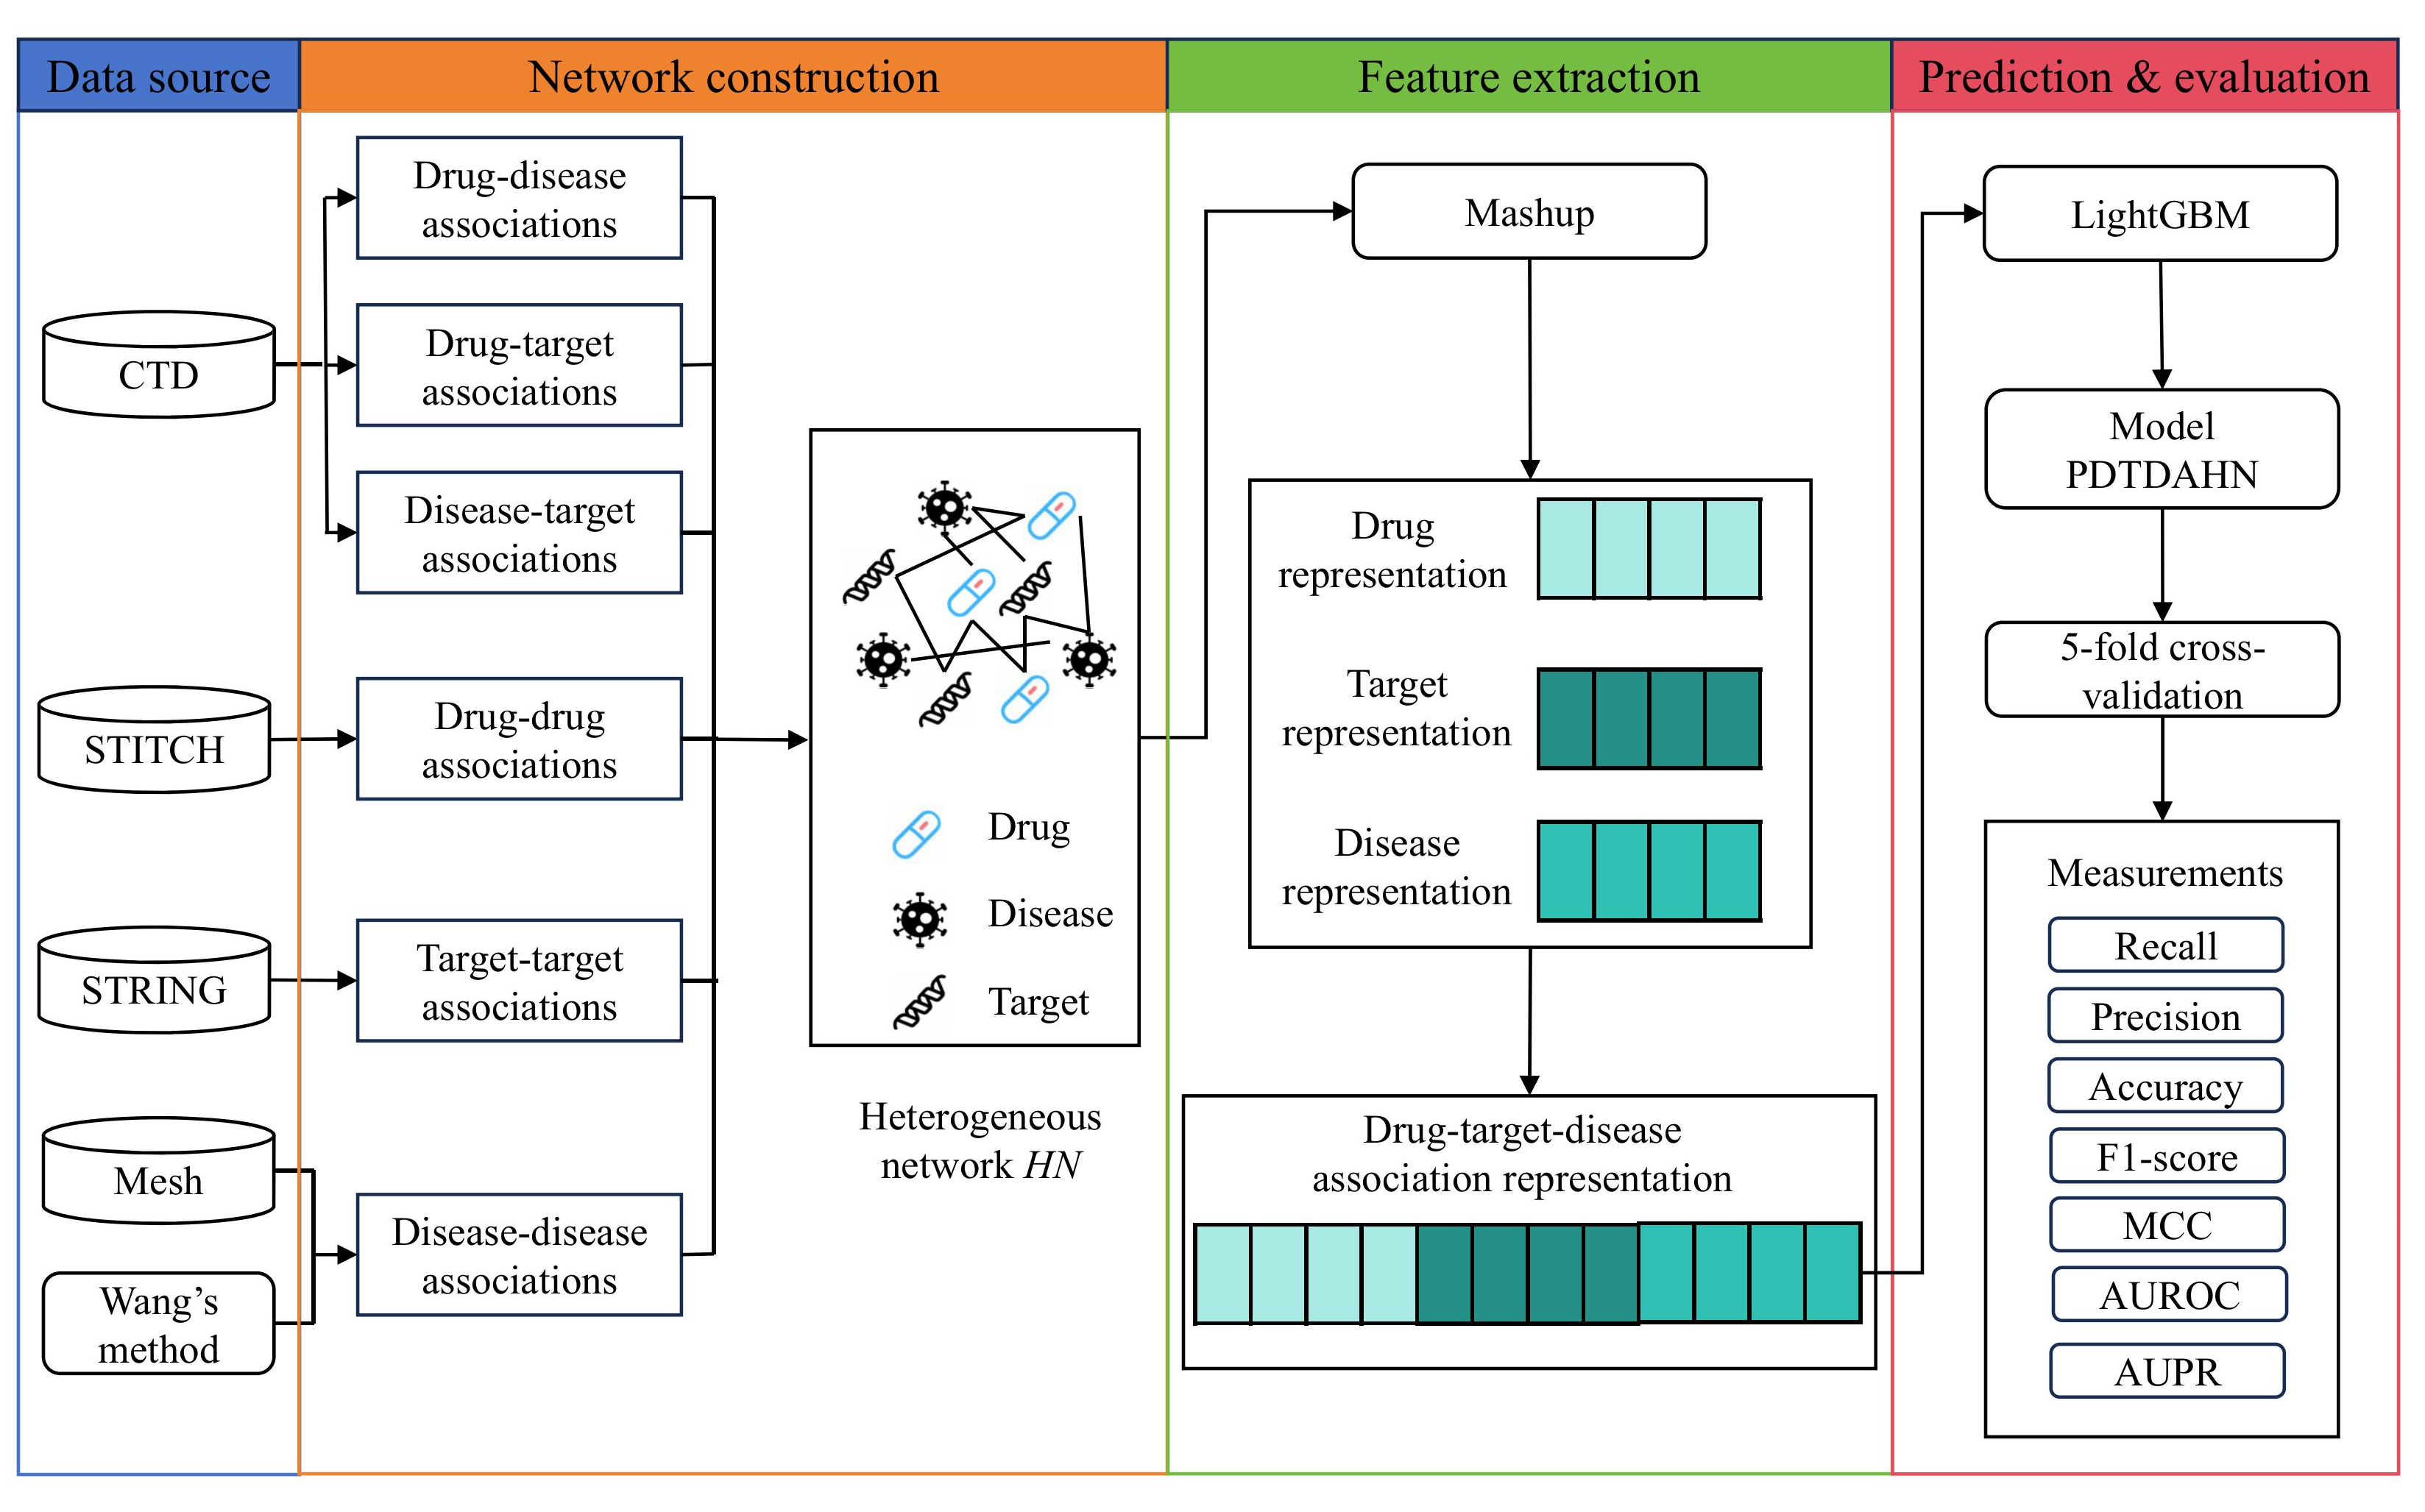 Data source
Network construction
Feature extraction
Prediction & evaluation
CTD
STITCH
STRING
Mesh
Wang's
method
Drug-disease
associations
Drug-target
associations
Disease-target
associations
Drug-drug
associations
Target-target
associations
Disease-disease
associations
Drug
Disease
Target
Heterogeneous
network HN
Mashup
Drug
representation
Target
representation
Disease
representation
Drug-target-disease
association representation
LightGBM
Model
PDTDAHN
5-fold cross-
validation
Measurements
Recall
Precision
Accuracy
F1-score
MCC
AUROC
AUPR